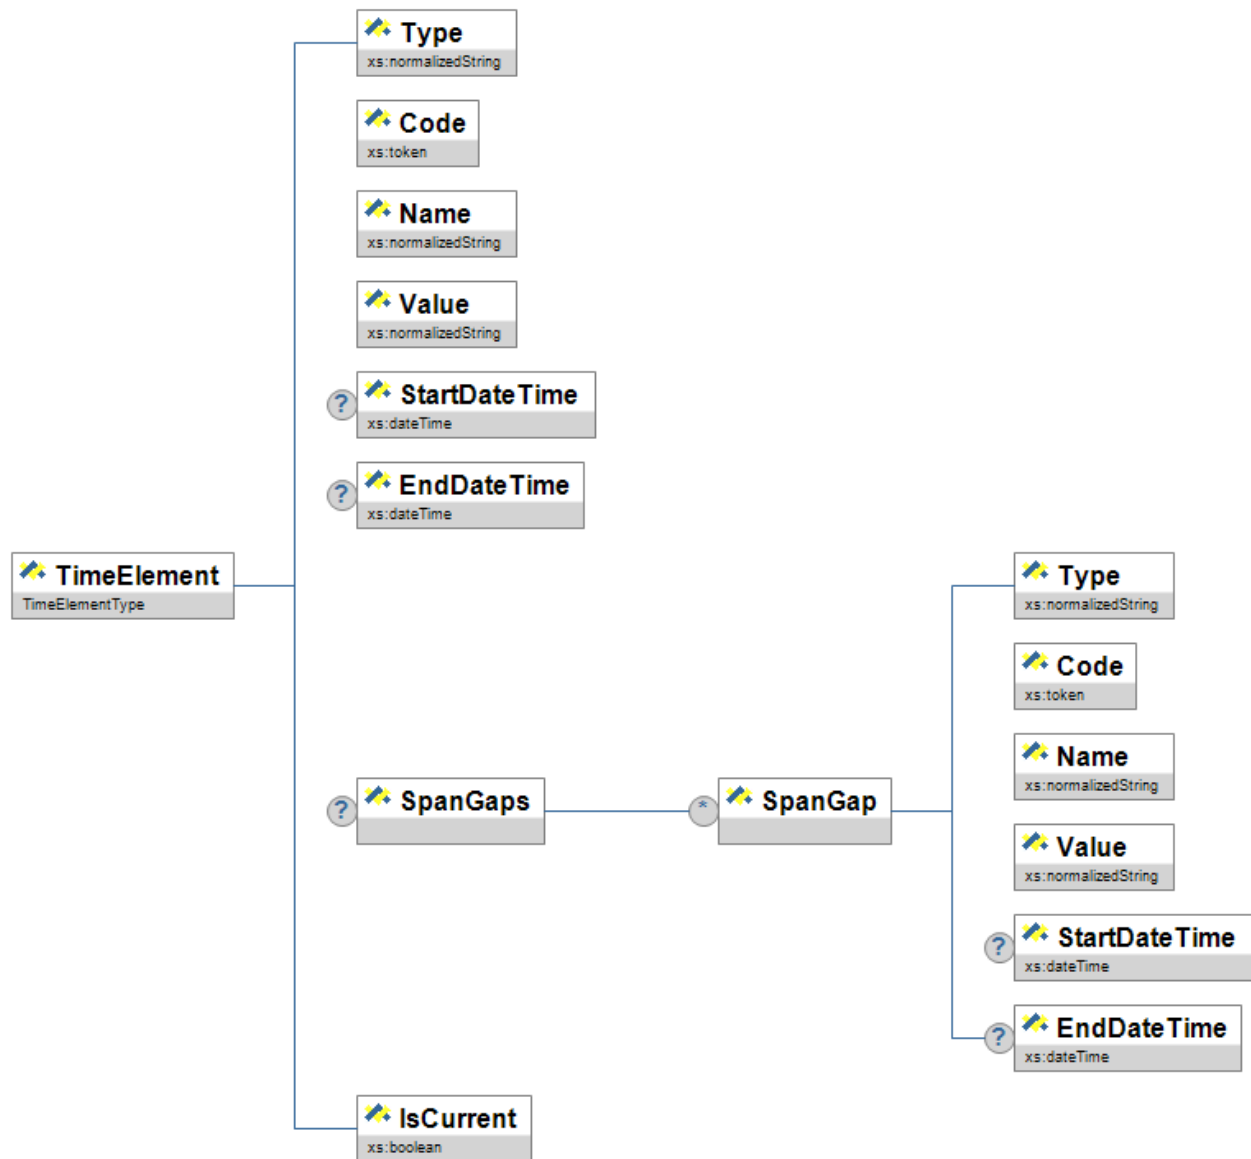 Type
xs:normalizedString
Code
xs:token
Name
xs:normalizedString
Value
xs:normalizedString
?
StartDateTime
xs:dateTime
?
EndDateTime
xs:dateTime
TimeElement
TimeElementType
?
SpanGaps
*
SpanGap
Type
xs:normalizedString
Code
xs:token
Name
xs:normalizedString
Value
xs:normalizedString
?
StartDateTime
xs:dateTime
?
EndDateTime
xs:dateTime
IsCurrent
xs:boolean